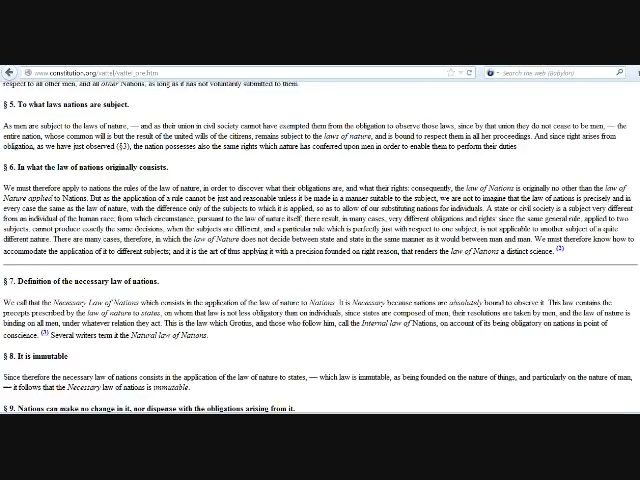 www.constitution.org/vattel/vattel_pre.htm
Search the web (Babylon)
respect to all other men, and all other Nations, as long as it has not voluntarily submitted to them.
§ 5. To what laws nations are subject.
As men are subject to the laws of nature, — and as their union in civil society cannot have exempted them from the obligation to observe those laws, since by that union they do not cease to be men, — the
entire nation, whose common will is but the result of the united wills of the citizens, remains subject to the laws of nature, and is bound to respect them in all her proceedings. And since right arises from
obligation, as we have just observed (§3), the nation possesses also the same rights which nature has conferred upon men in order to enable them to perform their duties
§ 6. In what the law of nations originally consists.
We must therefore apply to nations the rules of the law of nature, in order to discover what their obligations are, and what their rights: consequently, the law of Nations is originally no other than the law of
Nature applied to Nations. But as the application of a rule cannot be just and reasonable unless it be made in a manner suitable to the subject, we are not to imagine that the law of nations is precisely and in
every case the same as the law of nature, with the difference only of the subjects to which it is applied, so as to allow of our substituting nations for individuals. A state or civil society is a subject very different
from an individual of the human race; from which circumstance, pursuant to the law of nature itself, there result, in many cases, very different obligations and rights: since the same general rule, applied to two
subjects, cannot produce exactly the same decisions, when the subjects are different, and a particular rule which is perfectly just with respect to one subject, is not applicable to another subject of a quite
different nature. There are many cases, therefore, in which the law of Nature does not decide between state and state in the same manner as it would between man and man. We must therefore know how to
accommodate the application of it to different subjects; and it is the art of thus applying it with a precision founded on right reason, that renders the law of Nations a distinct science. (2)
§ 7. Definition of the necessary law of nations.
We call that the Necessary Law of Nations which consists in the application of the law of nature to Nations. It is Necessary because nations are absolutely bound to observe it. This law contains the
precepts prescribed by the law of nature to states, on whom that law is not less obligatory than on individuals, since states are composed of men, their resolutions are taken by men, and the law of nature is
binding on all men, under whatever relation they act. This is the law which Grotius, and those who follow him, call the Internal law of Nations, on account of its being obligatory on nations in point of
conscience. (3) Several writers term it the Natural law of Nations.
§ 8. It is immutable
Since therefore the necessary law of nations consists in the application of the law of nature to states, — which law is immutable, as being founded on the nature of things, and particularly on the nature of man,
— it follows that the Necessary law of nations is immutable.
§ 9. Nations can make no change in it, nor dispense with the obligations arising from it.